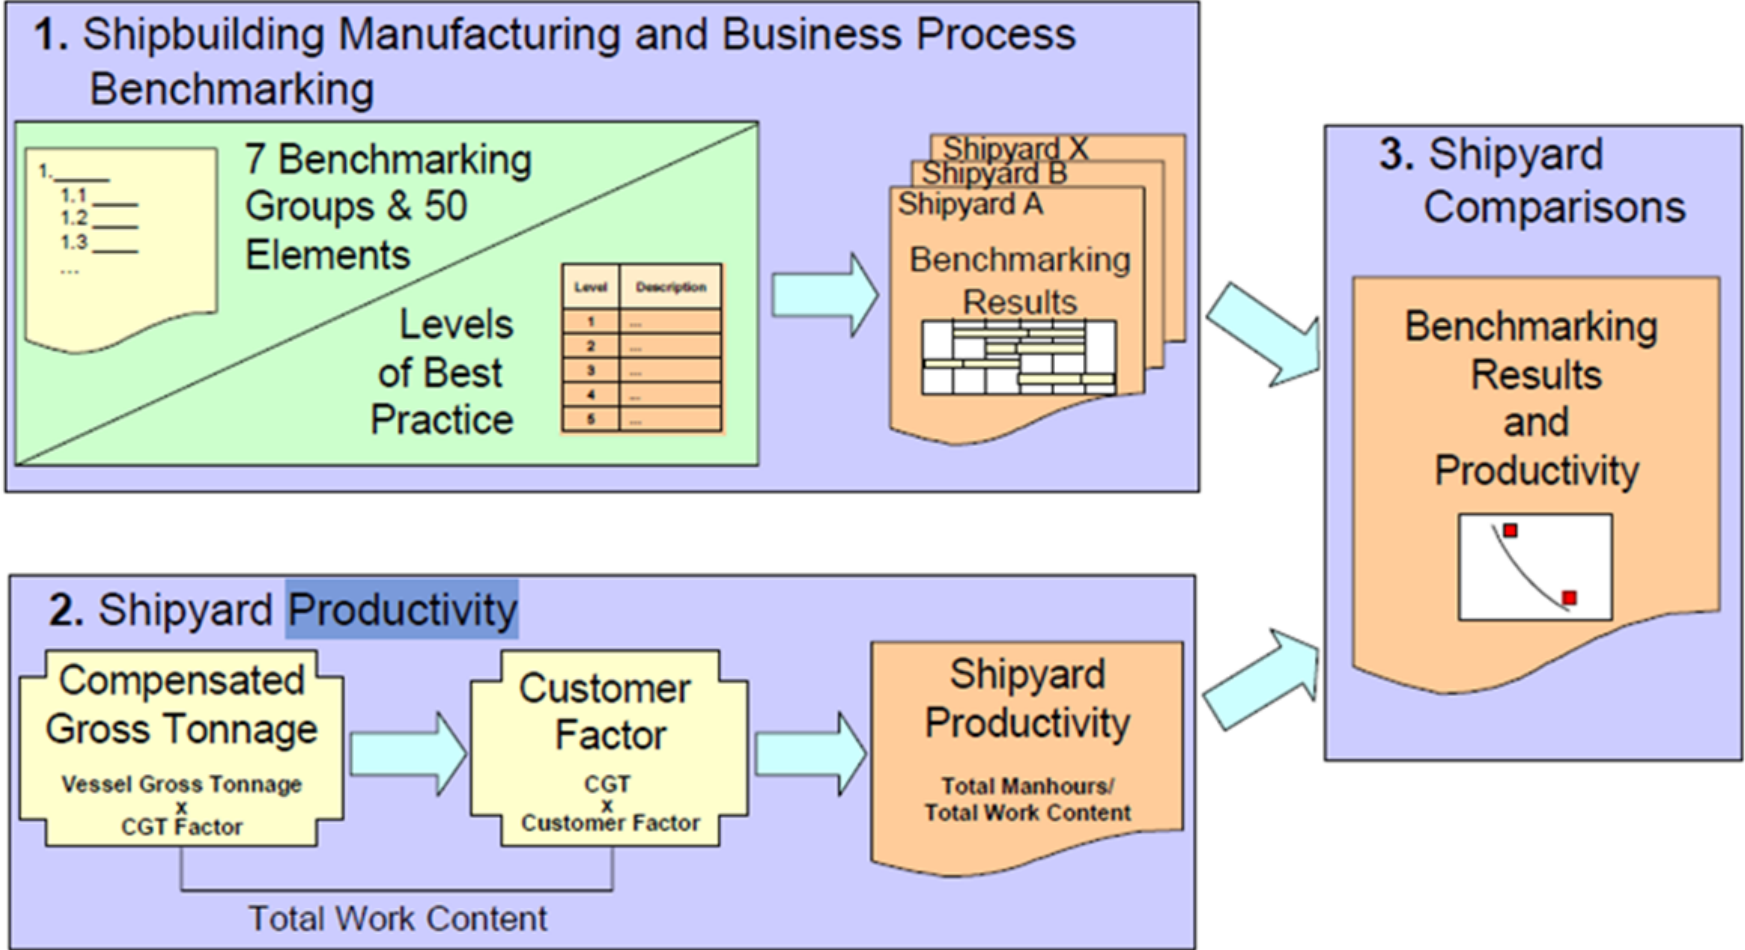 1. Shipbuilding Manufacturing and Business Process
Benchmarking
1.
1.1
1.2
1.3
...
7 Benchmarking
Groups & 50
Elements
Levels
of Best
Practice
Level Description
1 ...
2 ...
3 ...
4 ...
5 ...
Shipyard X
Shipyard B
Shipyard A
Benchmarking
Results
2. Shipyard Productivity
Compensated
Gross Tonnage
Vessel Gross Tonnage
x
CGT Factor
Customer
Factor
CGT
x
Customer Factor
Total Work Content
Shipyard
Productivity
Total Manhours/
Total Work Content
3. Shipyard
Comparisons
Benchmarking
Results
and
Productivity